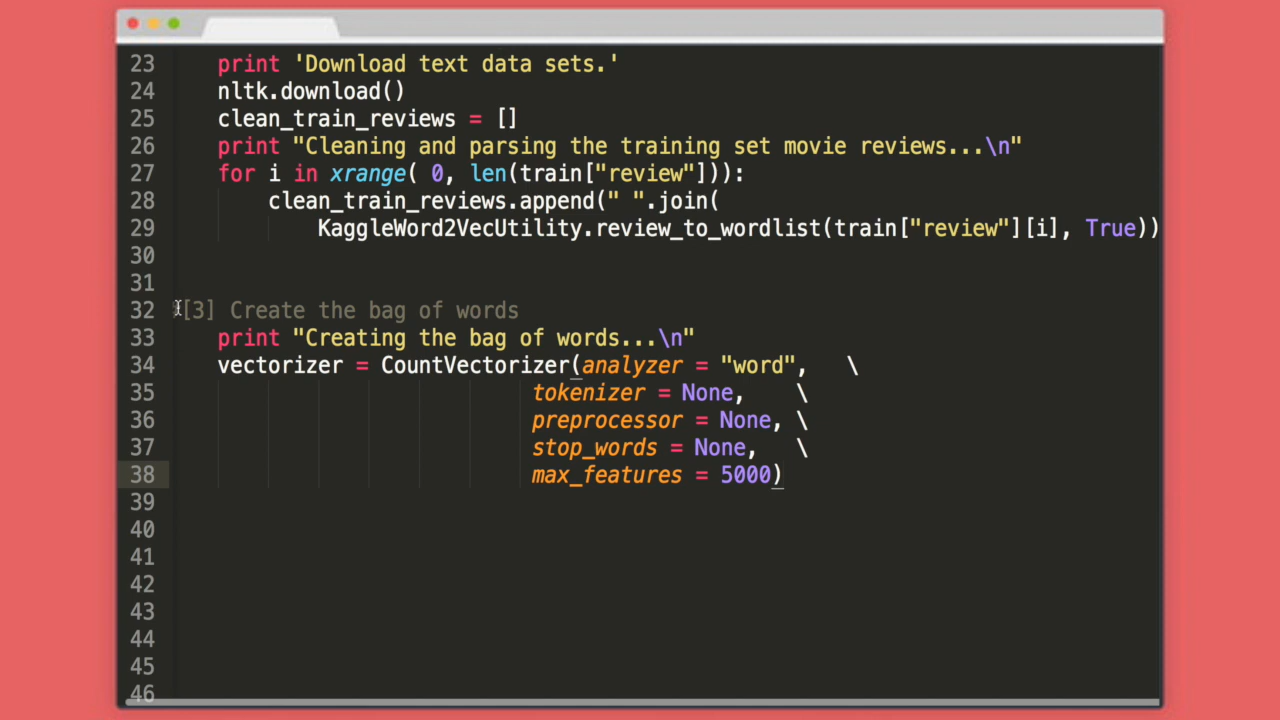 23 print 'Download text data sets.'
24 nltk.download()
25 clean_train_reviews = []
26 print "Cleaning and parsing the training set movie reviews...\n"
27 for i in xrange( 0, len(train["review"])):
28 clean_train_reviews.append(" ".join(
29 KaggleWord2VecUtility.review_to_wordlist(train["review"][i], True))
30
31
32 [3] Create the bag of words
33 print "Creating the bag of words...\n"
34 vectorizer = CountVectorizer(analyzer = "word", \
35 tokenizer = None, \
36 preprocessor = None, \
37 stop_words = None, \
38 max_features = 5000)
39
40
41
42
43
44
45
46